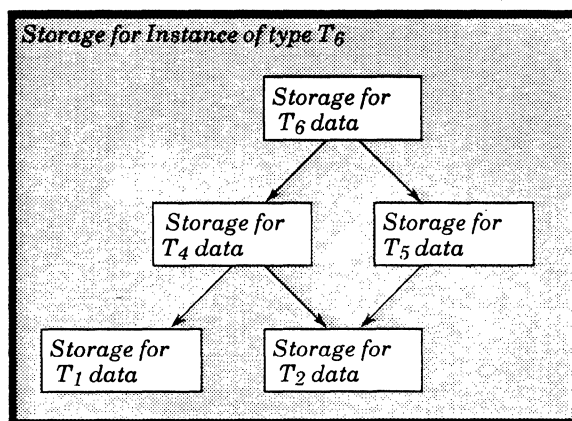 Storage for Instance of type T6
Storage for
T6 data
Storage for
T4 data
Storage for
T5 data
Storage for
T1 data
Storage for
T2 data